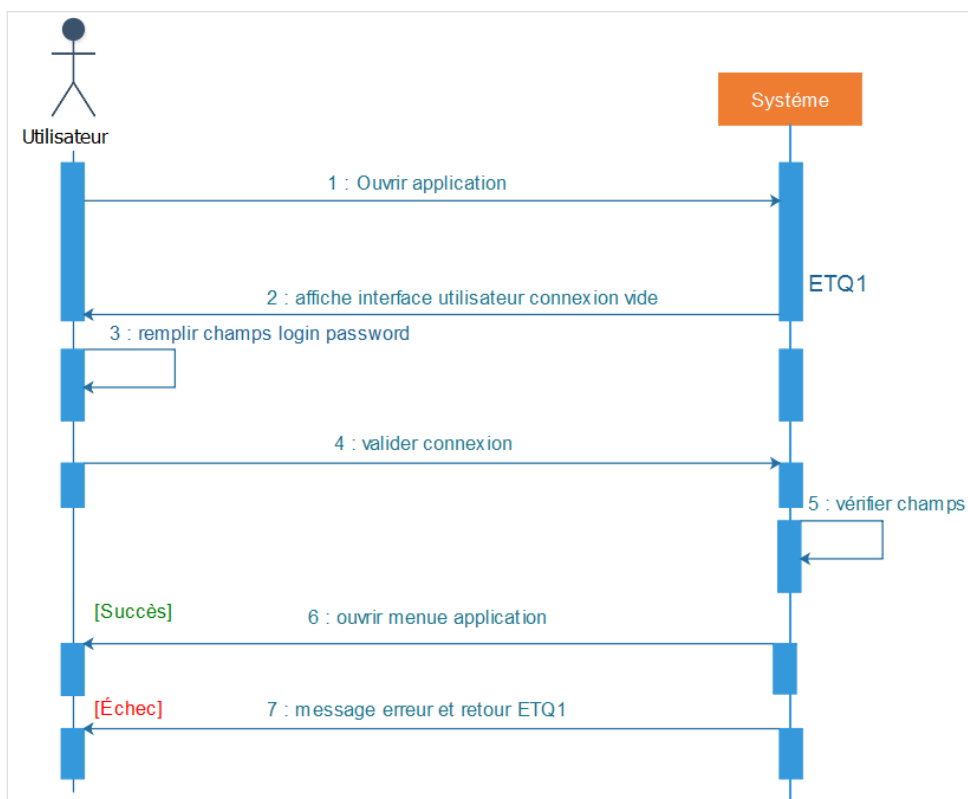 Systéme
Utilisateur
1 : Ouvrir application
ETQ1
2 : affiche interface utilisateur connexion vide
3 : remplir champs login password
4 : valider connexion
5 : vérifier champs
[Succès]
6 : ouvrir menue application
[Échec]
7 : message erreur et retour ETQ1